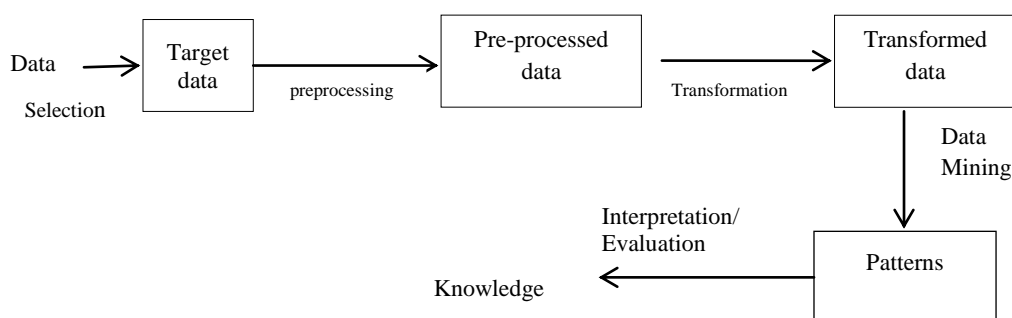 Data
Selection
Target
data
preprocessing
Pre-processed
data
Transformation
Transformed
data
Data
Mining
Patterns
Interpretation/
Evaluation
Knowledge